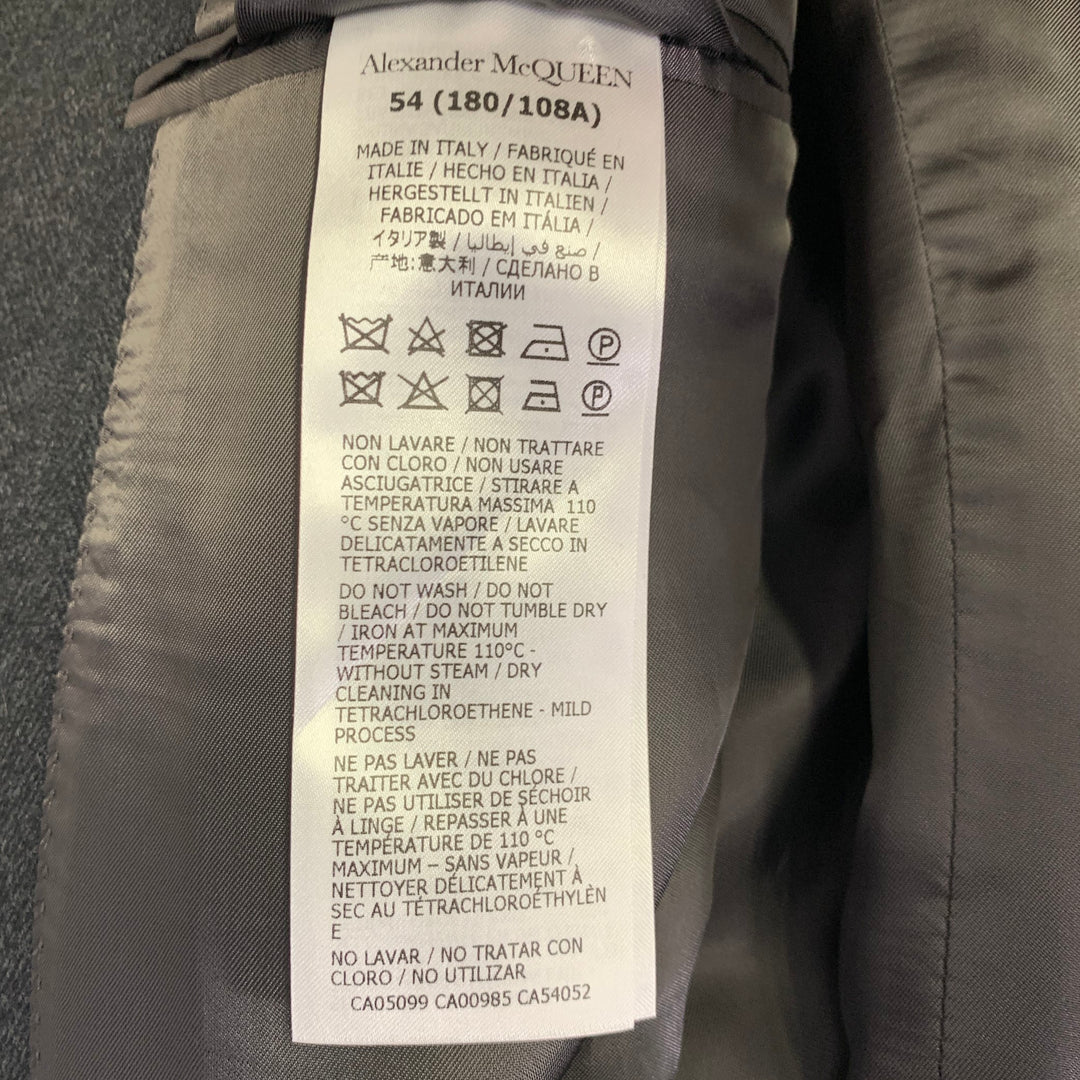 Alexander McQUEEN
54 (180/108A)
MADE IN ITALY / FABRIQUÉ EN
ITALIE / HECHO EN ITALIA /
HERGESTELLT IN ITALIEN /
FABRICADO EM ITÁLIA /
イタリア製 / صنع في إيطاليا /
产地:意大利 / СДЕЛАНО В
ИТАЛИИ
P
P
NON LAVARE / NON TRATTARE
CON CLORO / NON USARE
ASCIUGATRICE / STIRARE A
TEMPERATURA MASSIMA 110
°C SENZA VAPORE / LAVARE
DELICATAMENTE A SECCO IN
TETRACLOROETILENE
DO NOT WASH / DO NOT
BLEACH / DO NOT TUMBLE DRY
/ IRON AT MAXIMUM
TEMPERATURE 110°C -
WITHOUT STEAM / DRY
CLEANING IN
TETRACHLOROETHENE - MILD
PROCESS
NE PAS LAVER / NE PAS
TRAITER AVEC DU CHLORE /
NE PAS UTILISER DE SÉCHOIR
À LINGE / REPASSER À UNE
TEMPÉRATURE DE 110 °C
MAXIMUM – SANS VAPEUR /
NETTOYER DÉLICATEMENT À
SEC AU TÉTRACHLOROÉTHYLÈN
E
NO LAVAR / NO TRATAR CON
CLORO / NO UTILIZAR
CA05099 CA00985 CA54052